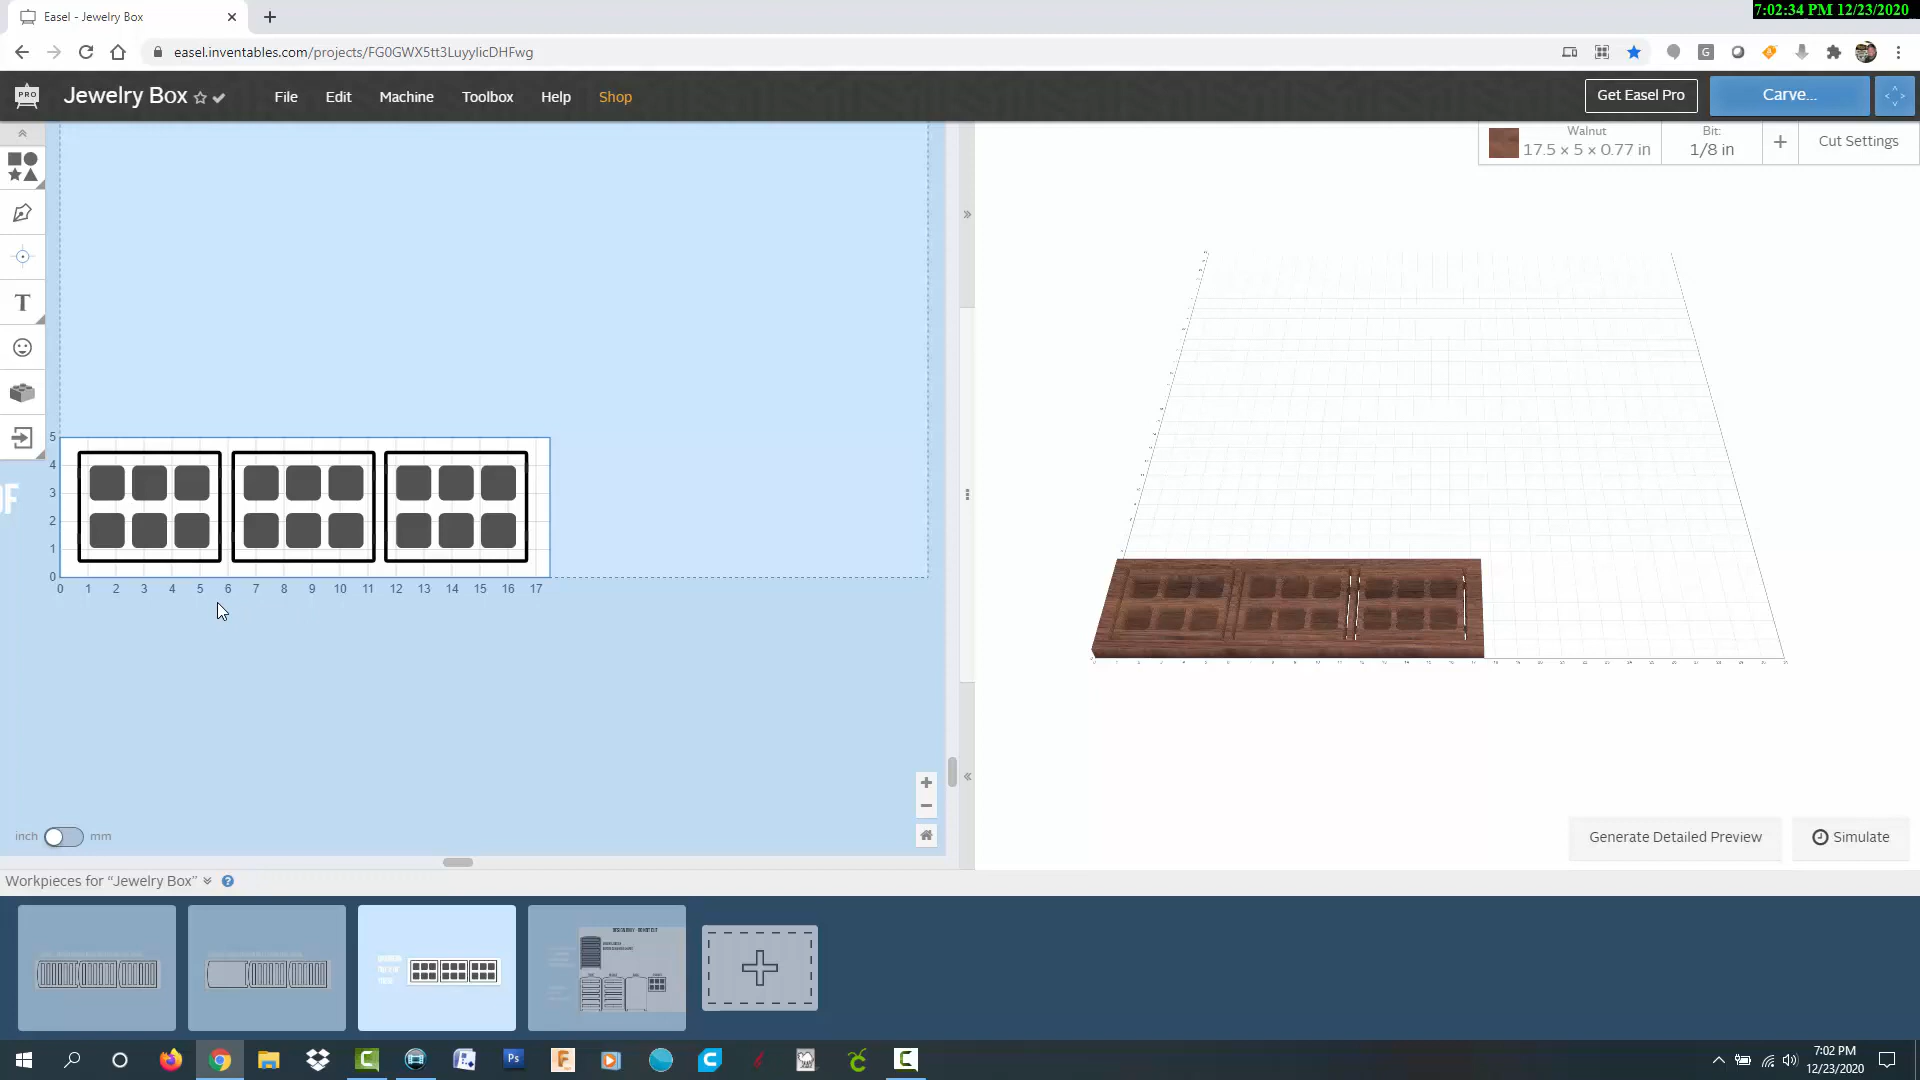 7:02:34 PM 12/23/2020
Easel - Jewelry Box
easel.inventables.com/projects/FG0GWX5tt3LuyylicDHFwg
PRO
Jewelry Box
File Edit Machine Toolbox Help Shop
Get Easel Pro
Carve...
Walnut
17.5 × 5 × 0.77 in
Bit:
1/8 in
Cut Settings
T
OF
5
4
3
2
1
0
0 1 2 3 4 5 6 7 8 9 10 11 12 13 14 15 16 17
inch mm
Generate Detailed Preview
Simulate
Workpieces for “Jewelry Box”
7:02 PM
12/23/2020